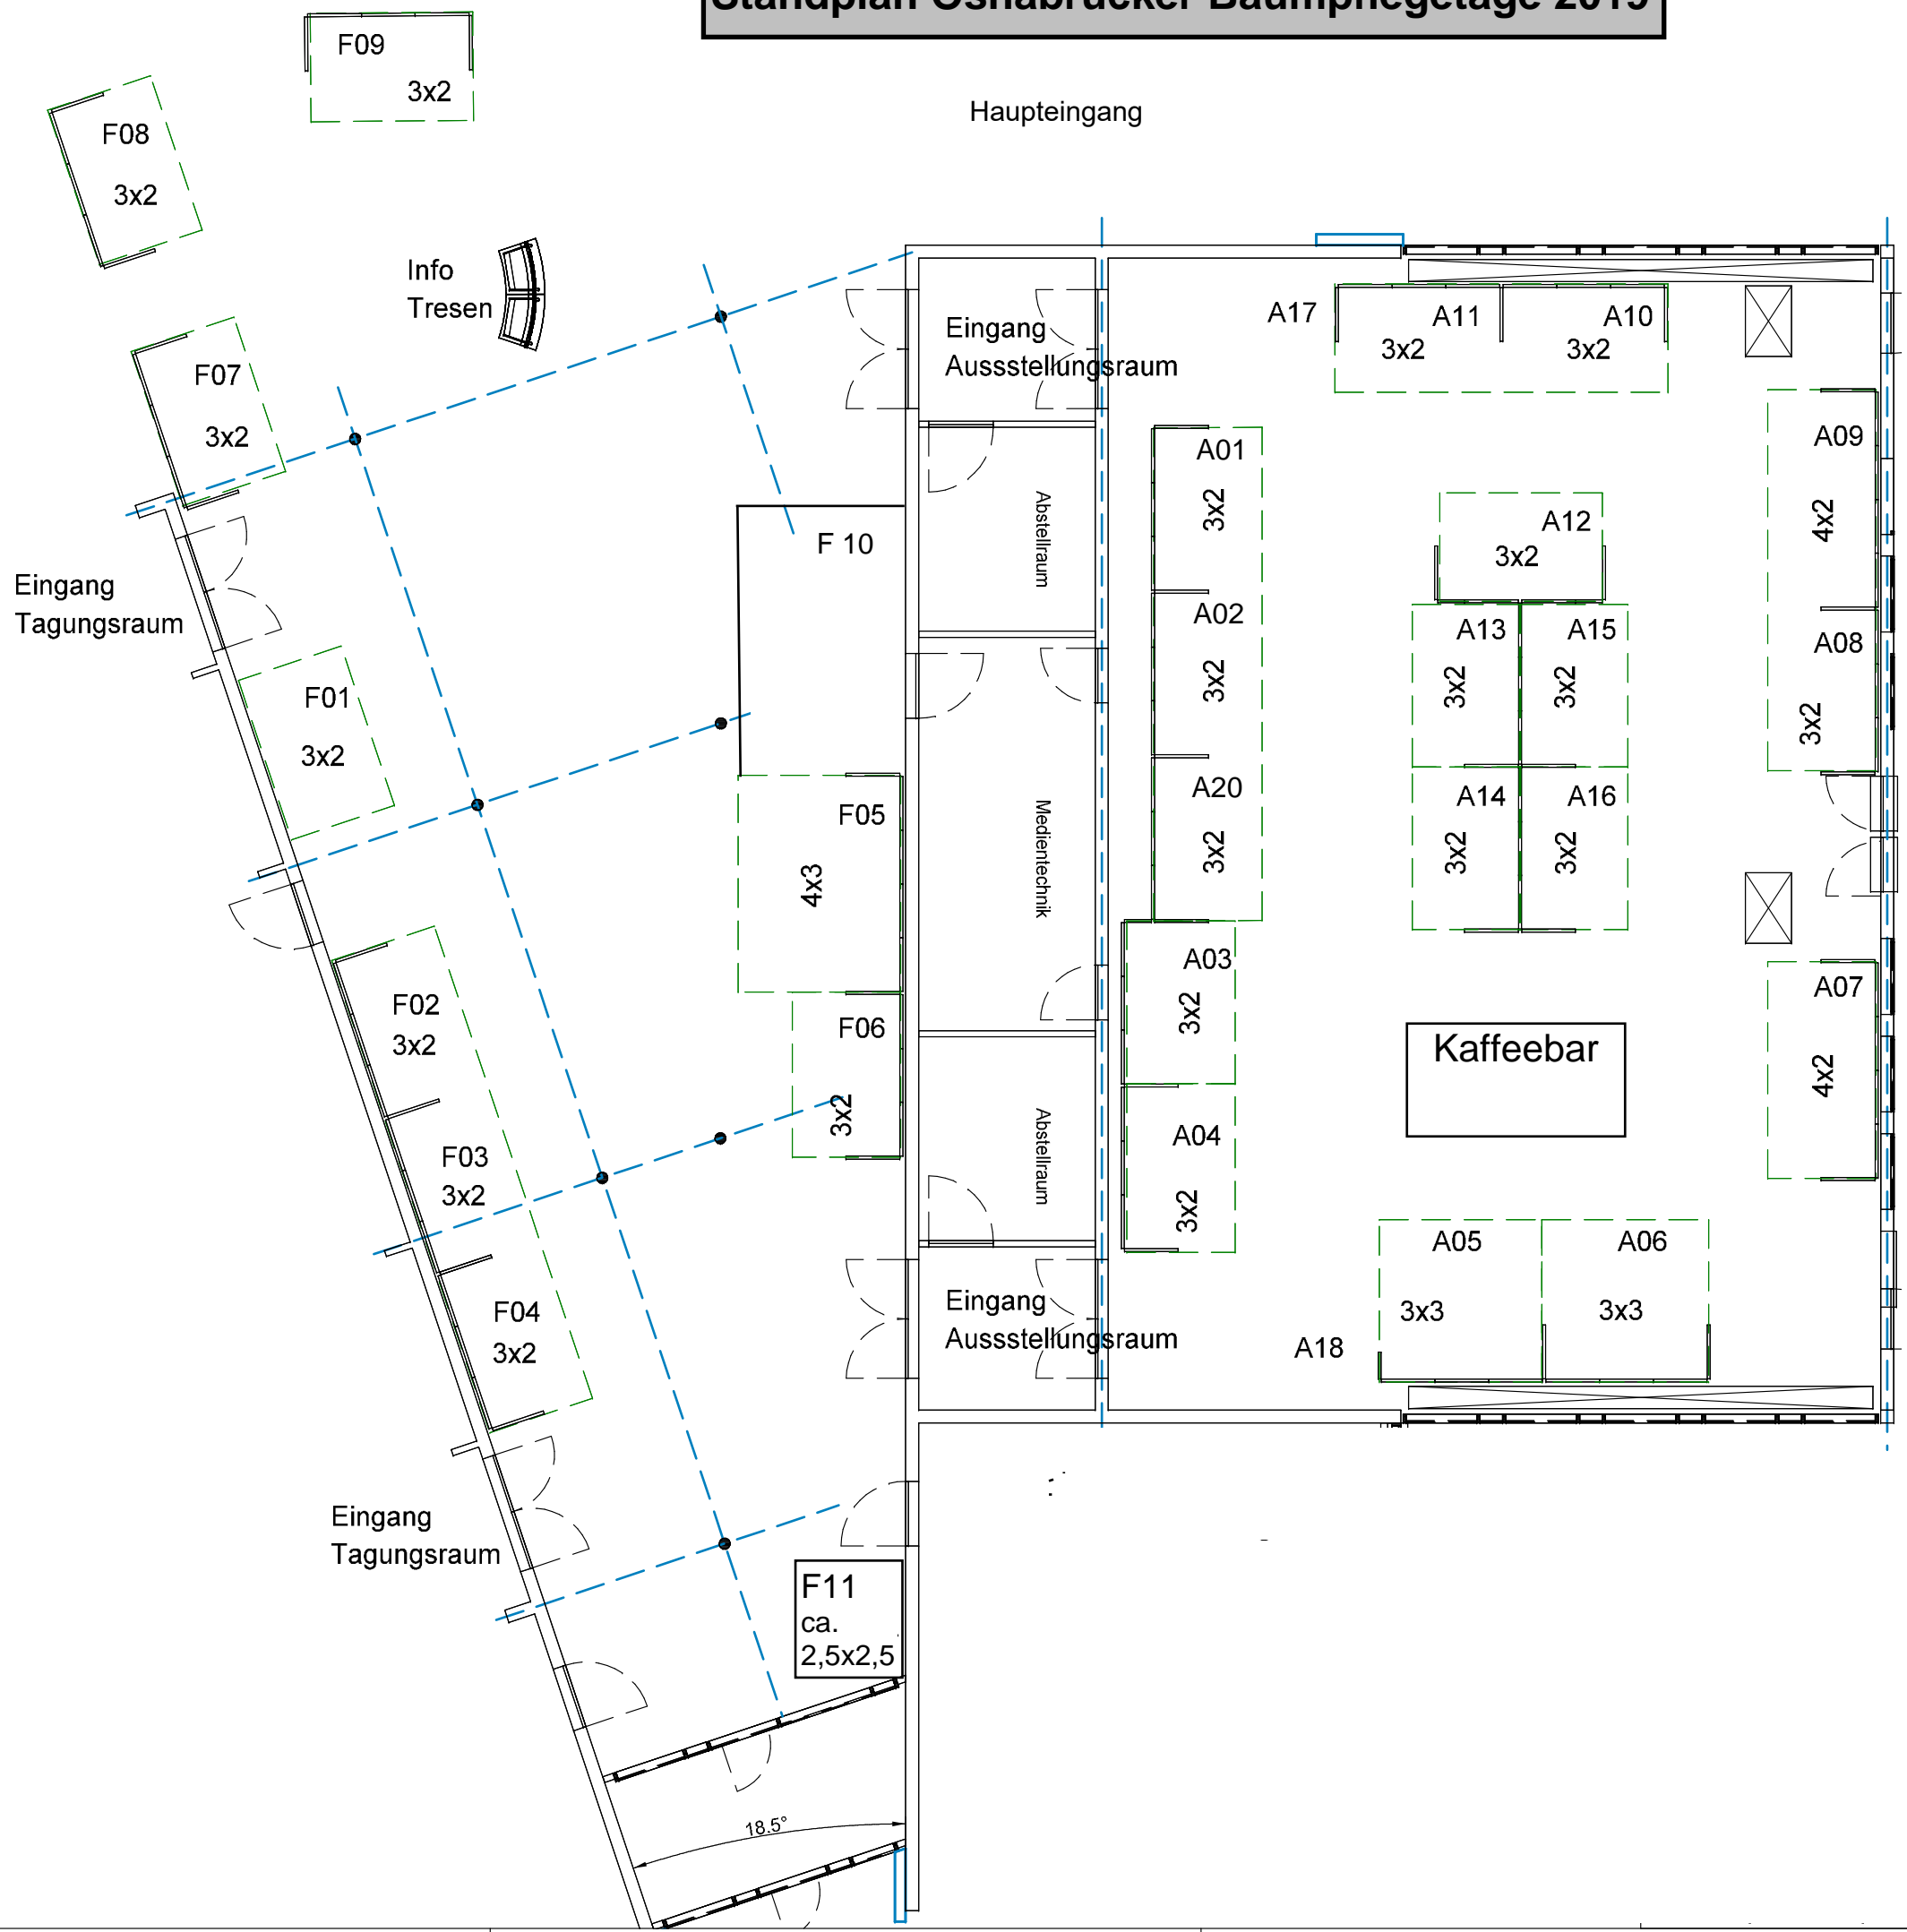 Standplan Osnabrücker Baumpflegetage 2019
F09
3x2
Haupteingang
F08
3x2
Info
Tresen
F07
3x2
Eingang
Tagungsraum
F01
3x2
F 10
F05
4x3
F06
3x2
F02
3x2
F03
3x2
F04
3x2
Eingang
Tagungsraum
F11
ca.
2,5x2,5
18.5°
Eingang
Aussstellungsraum
Abstellraum
Medientechnik
Abstellraum
Eingang
Aussstellungsraum
A17
A11
3x2
A10
3x2
A01
3x2
A02
3x2
A20
3x2
A03
3x2
A04
3x2
A12
3x2
A13
3x2
A15
3x2
A14
3x2
A16
3x2
A09
4x2
A08
3x2
A07
4x2
Kaffeebar
A05
3x3
A06
3x3
A18